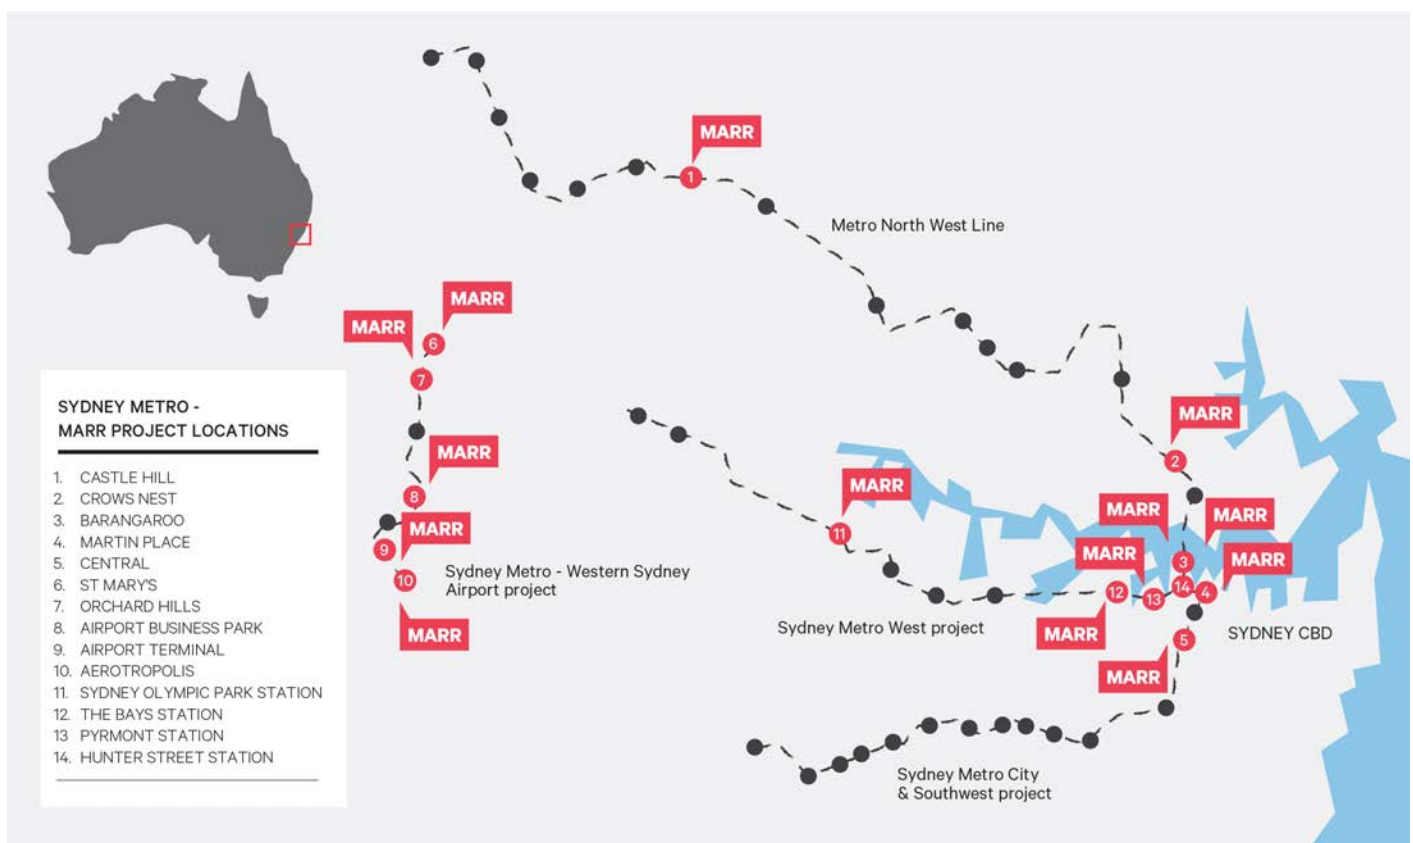 MARR
1
Metro North West Line
MARR
MARR
6
7
MARR
2
MARR
8
MARR
9
10
MARR
Sydney Metro - Western Sydney
Airport project
MARR
11
Sydney Metro West project
MARR
MARR
MARR
MARR
3
12
13
14
4
MARR
5
MARR
SYDNEY CBD
Sydney Metro City
& Southwest project
SYDNEY METRO -
MARR PROJECT LOCATIONS
1. CASTLE HILL
2. CROWS NEST
3. BARANGAROO
4. MARTIN PLACE
5. CENTRAL
6. ST MARY'S
7. ORCHARD HILLS
8. AIRPORT BUSINESS PARK
9. AIRPORT TERMINAL
10. AEROTROPOLIS
11. SYDNEY OLYMPIC PARK STATION
12. THE BAYS STATION
13. PYRMONT STATION
14. HUNTER STREET STATION